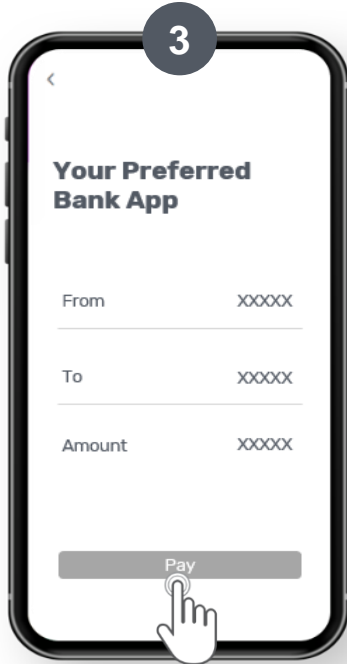 3
<
Your Preferred
Bank App
From XXXXX
To XXXXX
Amount XXXXX
Pay